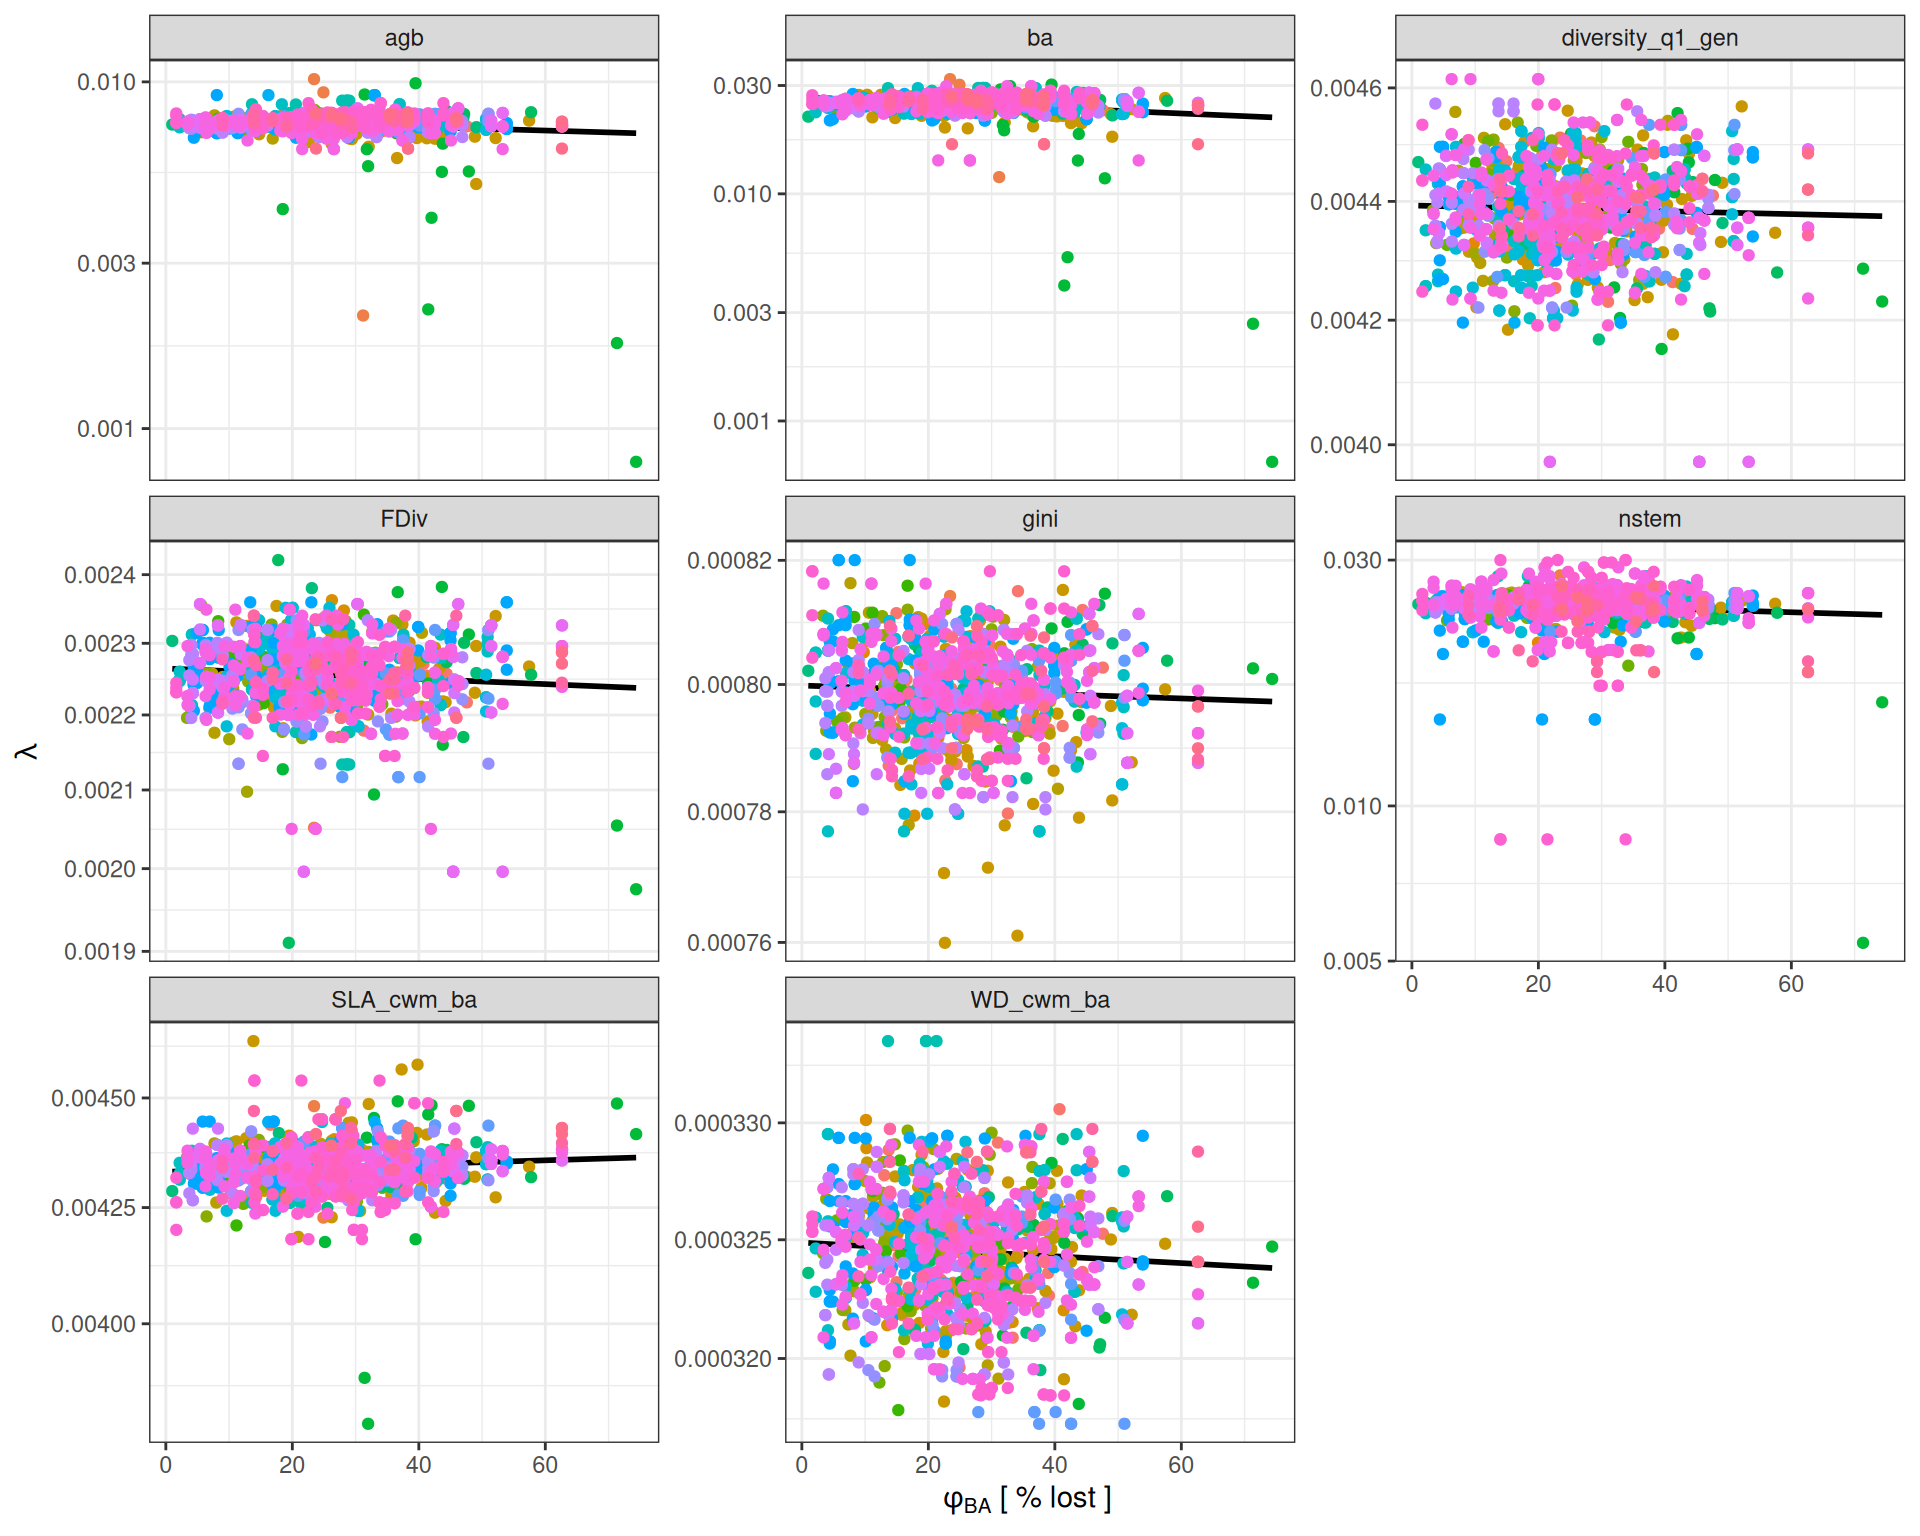 agb
ba
diversity_q1_gen
0.010
0.003
0.001
0.030
0.010
0.003
0.001
0.0046
0.0044
0.0042
0.0040
FDiv
gini
nstem
0.0024
0.0023
0.0022
0.0021
0.0020
0.0019
0.00082
0.00080
0.00078
0.00076
0.030
0.010
0.005
0 20 40 60
SLA_cwm_ba
WD_cwm_ba
0.00450
0.00425
0.00400
0.000330
0.000325
0.000320
0 20 40 60
0 20 40 60
λ
φBA [ % lost ]